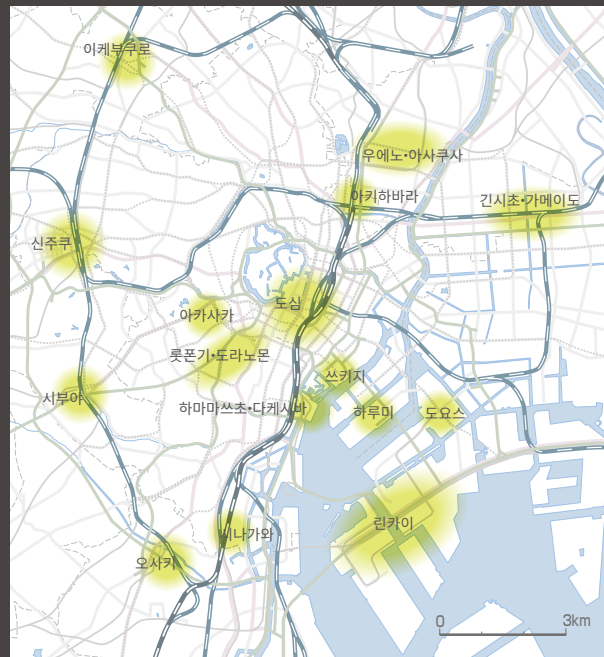 이케부쿠로
우에노•아사쿠사
아키하바라
긴시초•가메이도
신주쿠
도심
아카사카
롯폰기•도라노몬
쓰키지
시부야
하마마쓰초•다케시바
하루미
도요스
린카이
시나가와
오사키
0 3km